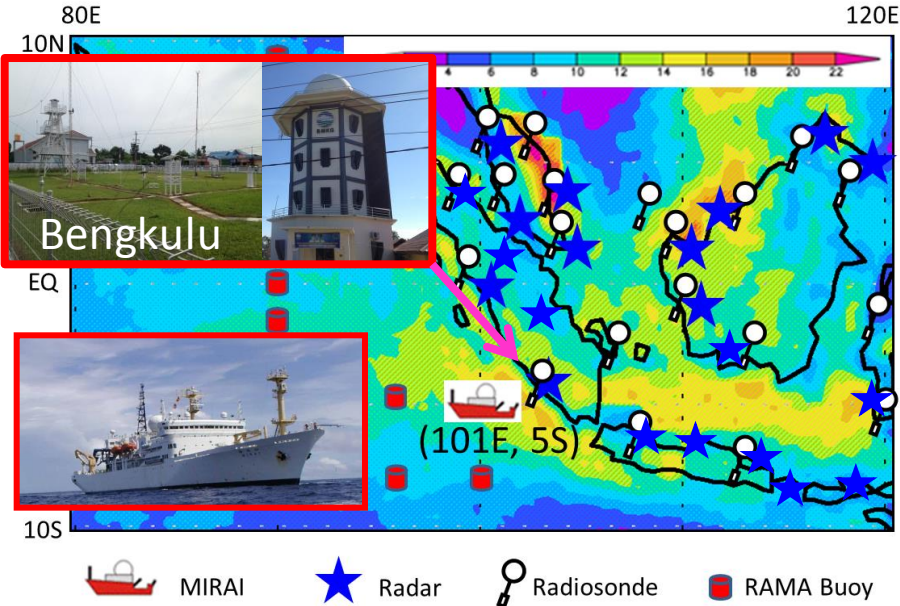 80E 120E
10N
4 6 8 10 12 14 16 18 20 22
Bengkulu
EQ
(101E, 5S)
10S
MIRAI Radar Radiosonde RAMA Buoy